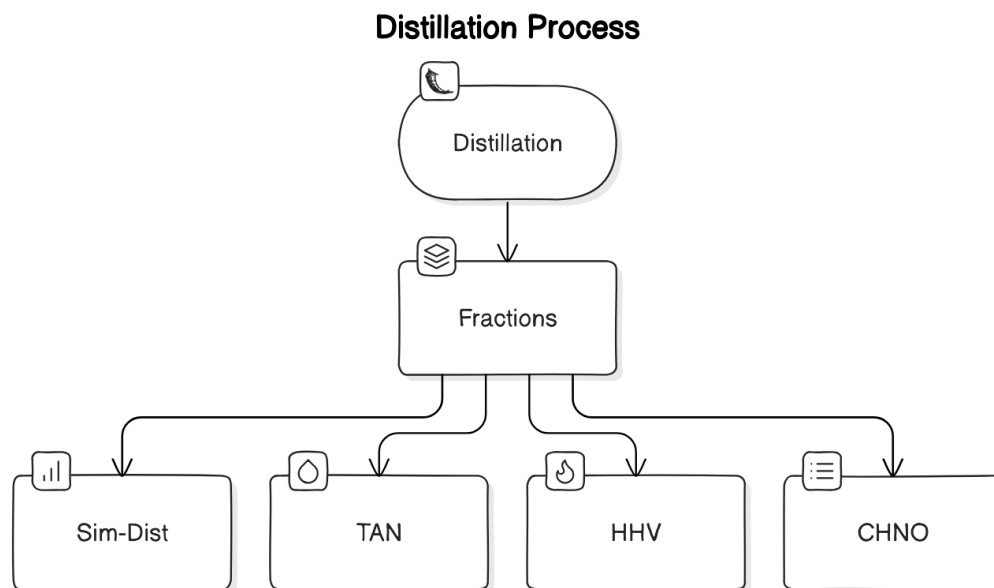 Distillation Process
Distillation
Fractions
Sim-Dist
TAN
HHV
CHNO